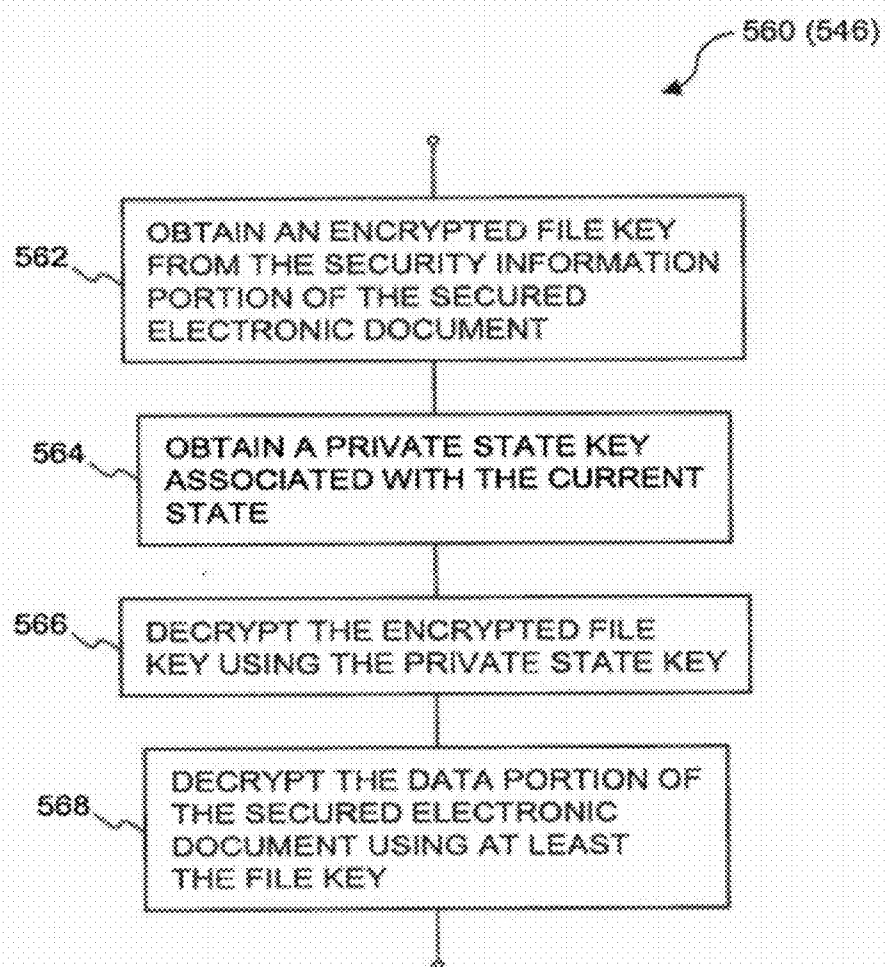 560 (546)
562
OBTAIN AN ENCRYPTED FILE KEY
FROM THE SECURITY INFORMATION
PORTION OF THE SECURED
ELECTRONIC DOCUMENT
564
OBTAIN A PRIVATE STATE KEY
ASSOCIATED WITH THE CURRENT
STATE
566
DECRYPT THE ENCRYPTED FILE
KEY USING THE PRIVATE STATE KEY
568
DECRYPT THE DATA PORTION OF
THE SECURED ELECTRONIC
DOCUMENT USING AT LEAST
THE FILE KEY